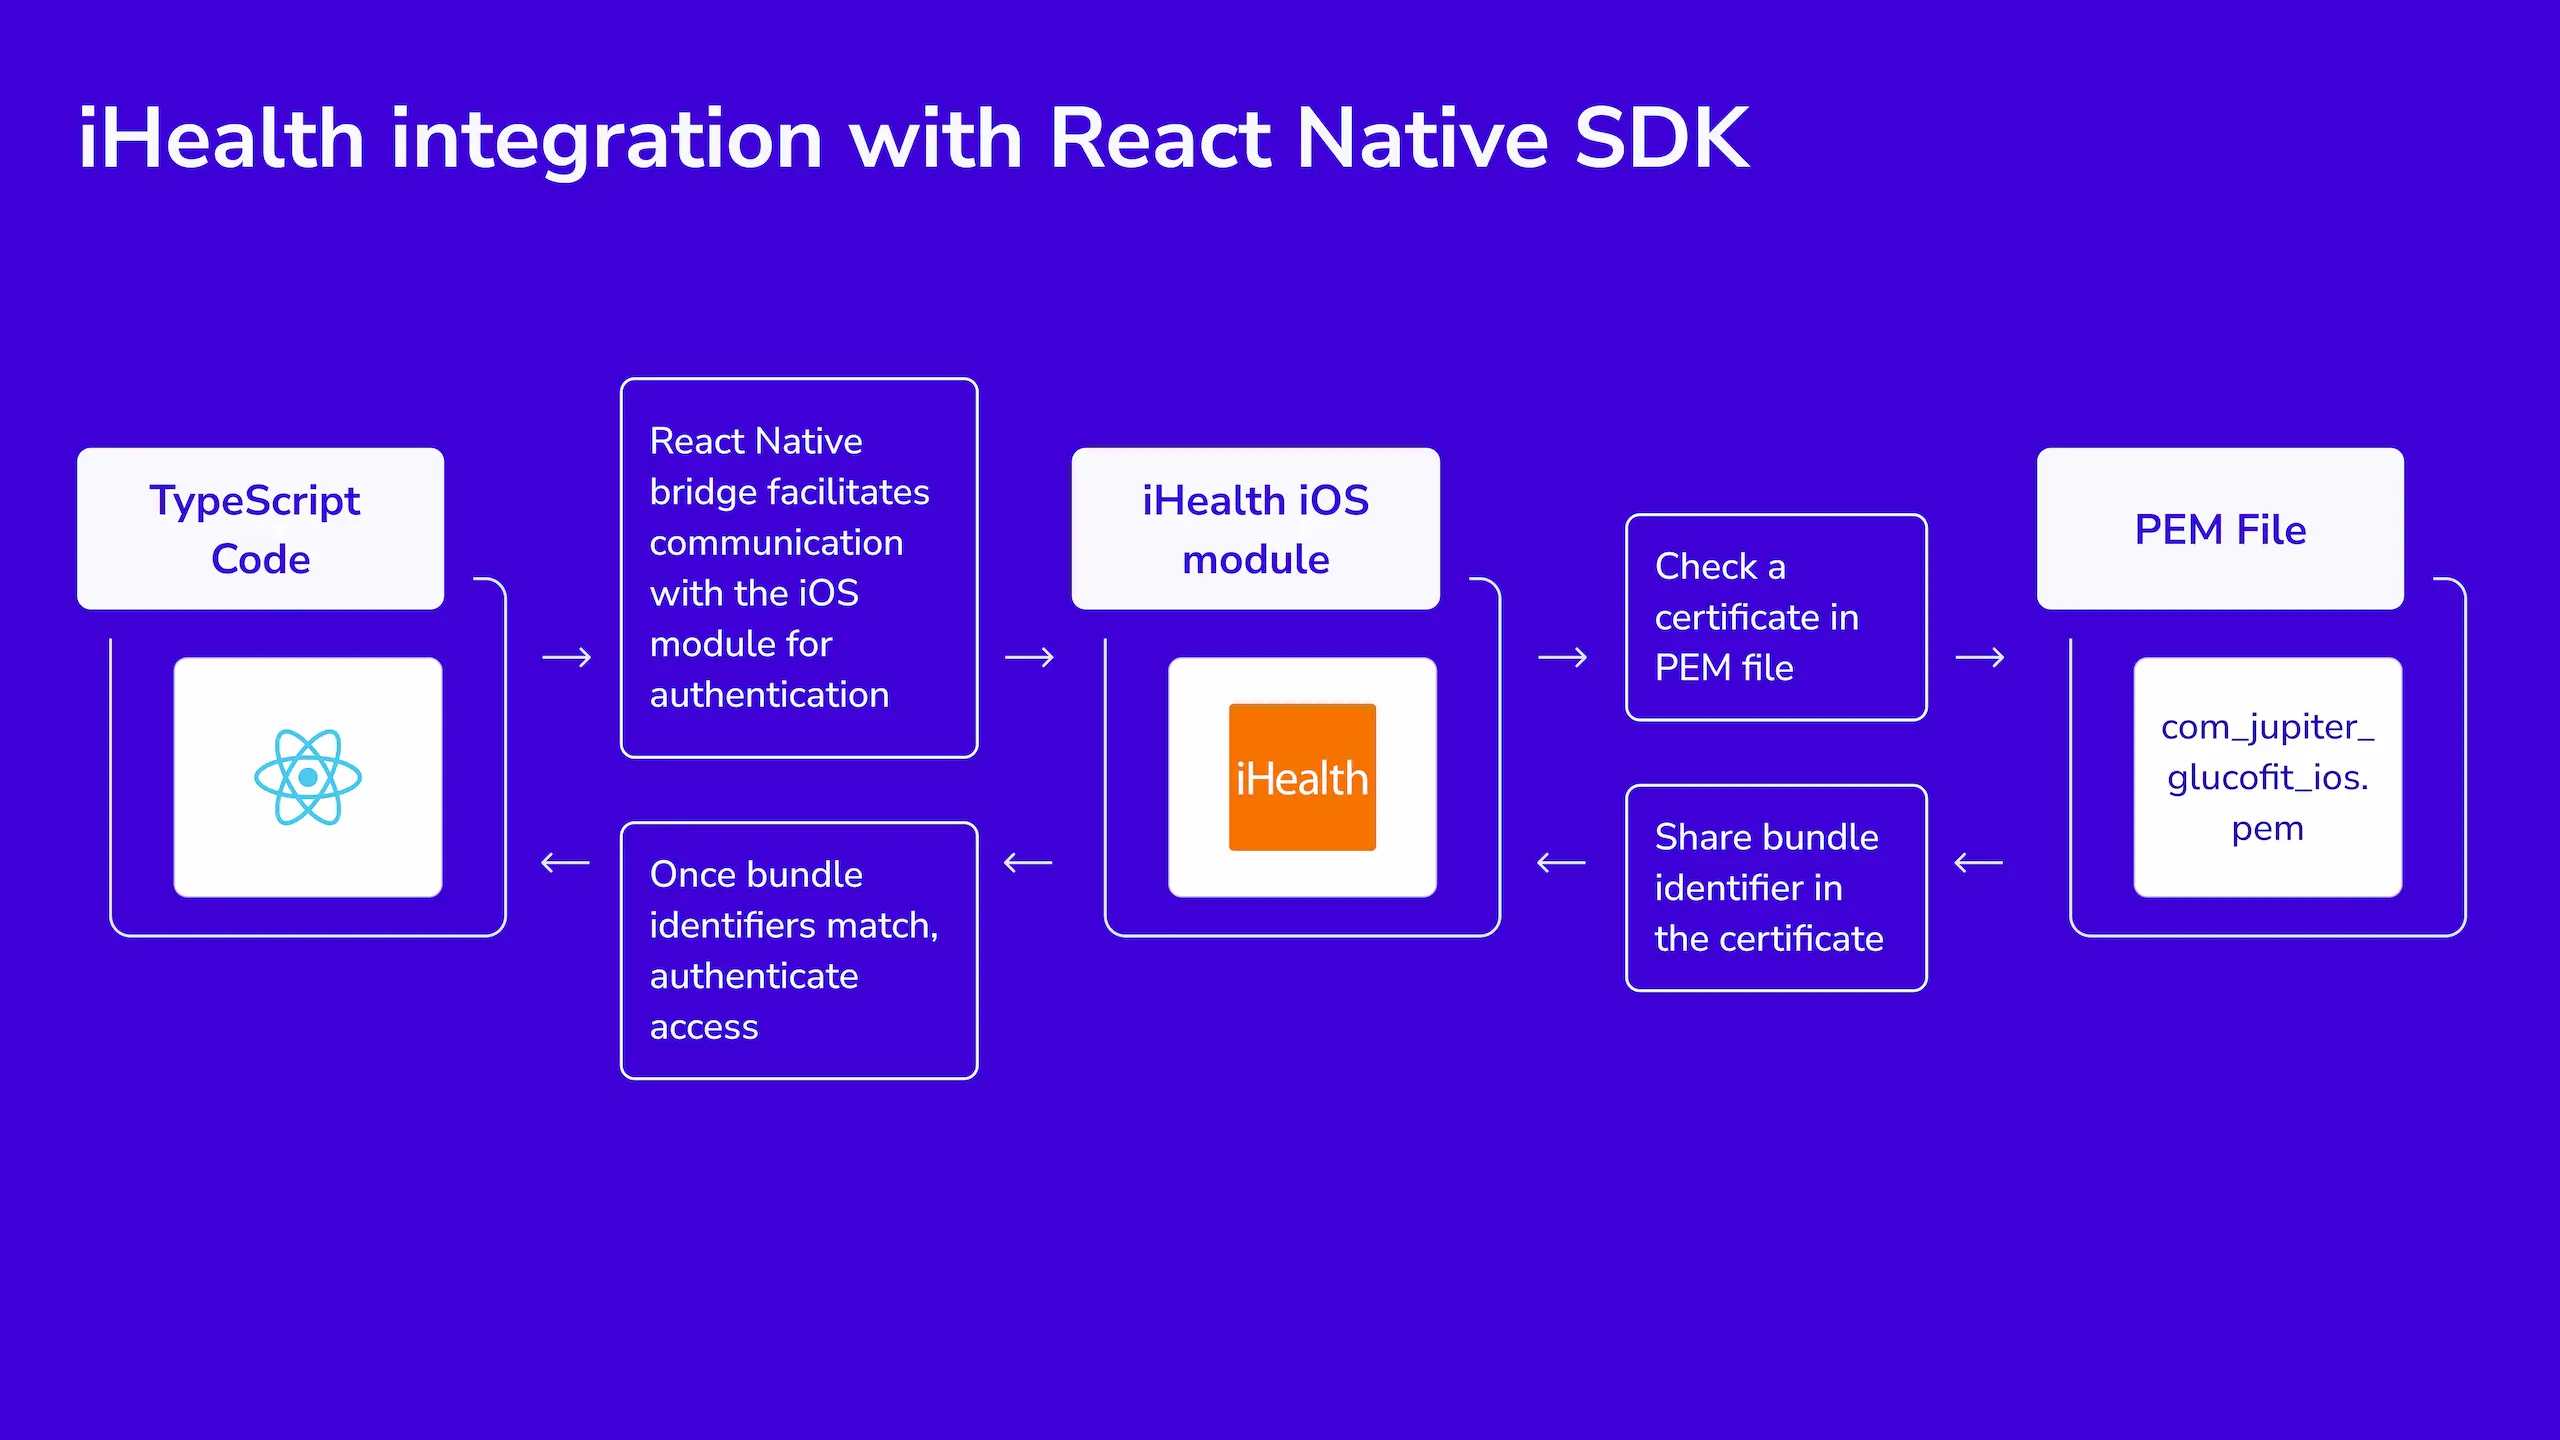 iHealth integration with React Native SDK
TypeScript
Code
React Native
bridge facilitates
communication
with the iOS
module for
authentication
Once bundle
identifiers match,
authenticate
access
iHealth iOS
module
iHealth
Check a
certificate in
PEM file
Share bundle
identifier in
the certificate
PEM File
com_jupiter_
glucofit_ios.
pem